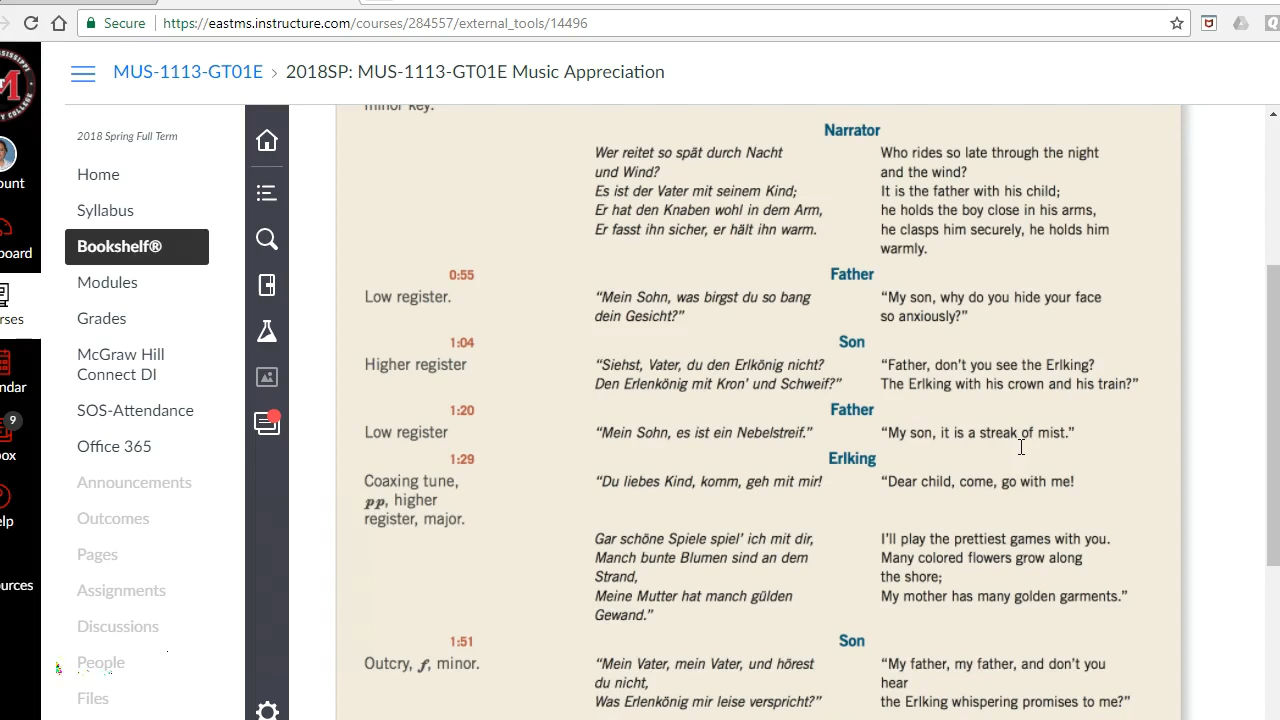 Secure
https://eastms.instructure.com/courses/284557/external_tools/14496
MUS-1113-GT01E › 2018SP: MUS-1113-GT01E Music Appreciation
2018 Spring Full Term
Home
Syllabus
Bookshelf®
Modules
Grades
McGraw Hill
Connect DI
SOS-Attendance
Office 365
Announcements
Outcomes
Pages
Assignments
Discussions
People
Files
ount
board
rses
ndar
9
box
elp
urces
minor key.
Narrator
Wer reitet so spät durch Nacht
und Wind?
Es ist der Vater mit seinem Kind;
Er hat den Knaben wohl in dem Arm,
Er fasst ihn sicher, er hält ihn warm.
Who rides so late through the night
and the wind?
It is the father with his child;
he holds the boy close in his arms,
he clasps him securely, he holds him
warmly.
0:55
Father
Low register.
“Mein Sohn, was birgst du so bang
dein Gesicht?”
“My son, why do you hide your face
so anxiously?”
1:04
Son
Higher register
“Siehst, Vater, du den Erlkönig nicht?
Den Erlenkönig mit Kron’ und Schweif?”
“Father, don’t you see the Erlking?
The Erlking with his crown and his train?”
1:20
Father
Low register
“Mein Sohn, es ist ein Nebelstreif.”
“My son, it is a streak of mist.”
1:29
Erlking
Coaxing tune,
pp, higher
register, major.
“Du liebes Kind, komm, geh mit mir!
“Dear child, come, go with me!
Gar schöne Spiele spiel’ ich mit dir,
Manch bunte Blumen sind an dem
Strand,
Meine Mutter hat manch gülden
Gewand.”
I’ll play the prettiest games with you.
Many colored flowers grow along
the shore;
My mother has many golden garments.”
1:51
Son
Outcry, f, minor.
“Mein Vater, mein Vater, und hörest
du nicht,
Was Erlenkönig mir leise verspricht?”
“My father, my father, and don’t you
hear
the Erlking whispering promises to me?”